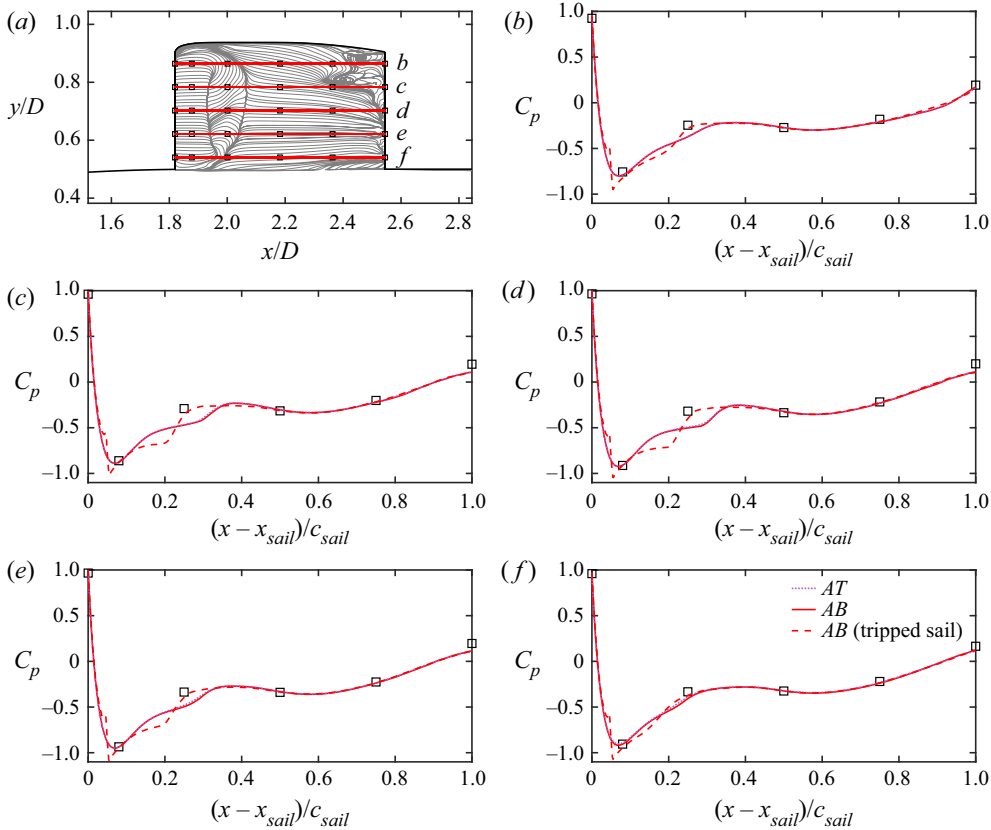 (a)
1.0
0.8
0.6
0.4
y/D
1.6
1.8
2.0
2.2
2.4
2.6
2.8
x/D
b
c
d
e
f
(b)
1.0
0.5
0
−0.5
−1.0
C_p
0
0.2
0.4
0.6
0.8
1.0
(x − x_sail)/c_sail
(c)
1.0
0.5
0
−0.5
−1.0
C_p
0
0.2
0.4
0.6
0.8
1.0
(x − x_sail)/c_sail
(d)
1.0
0.5
0
−0.5
−1.0
C_p
0
0.2
0.4
0.6
0.8
1.0
(x − x_sail)/c_sail
(e)
1.0
0.5
0
−0.5
−1.0
C_p
0
0.2
0.4
0.6
0.8
1.0
(x − x_sail)/c_sail
(f)
1.0
0.5
0
−0.5
−1.0
C_p
AT
AB
AB (tripped sail)
0
0.2
0.4
0.6
0.8
1.0
(x − x_sail)/c_sail